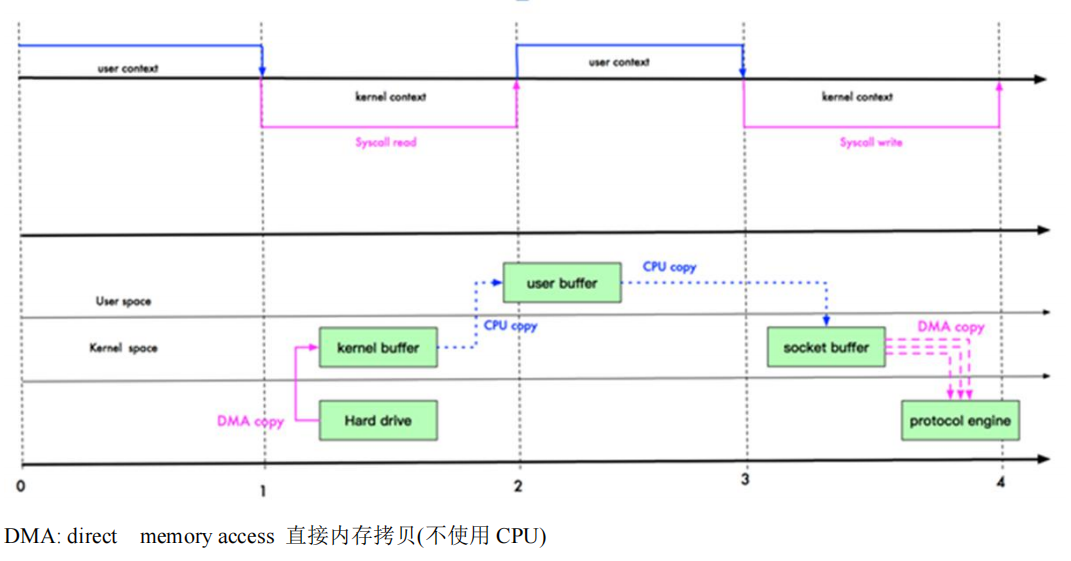 user context
user context
kernel context
kernel context
Syscall read
Syscall write
CPU copy
user buffer
User space
CPU copy
DMA copy
Kernel space
kernel buffer
socket buffer
DMA copy
Hard drive
protocol engine
0
1
2
3
4
DMA: direct memory access 直接内存拷贝(不使用 CPU)